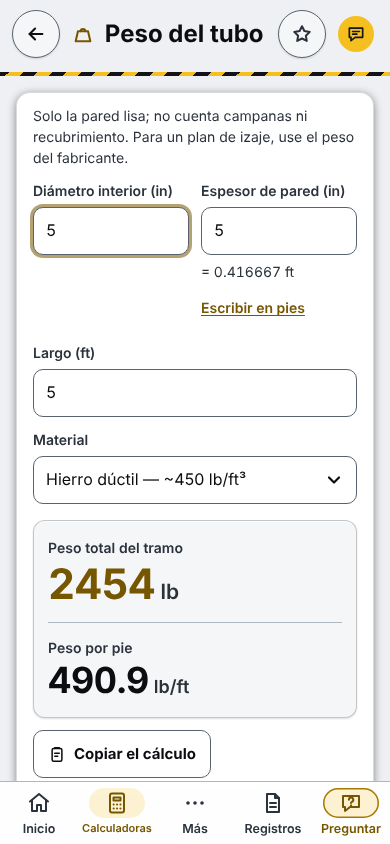 Peso del tubo
Solo la pared lisa; no cuenta campanas ni
recubrimiento. Para un plan de izaje, use el peso
del fabricante.
Diámetro interior (in)
5
Espesor de pared (in)
5
= 0.416667 ft
Escribir en pies
Largo (ft)
5
Material
Hierro dúctil — ~450 lb/ft³
Peso total del tramo
2454 lb
Peso por pie
490.9 lb/ft
Copiar el cálculo
Inicio
Calculadoras
Más
Registros
Preguntar